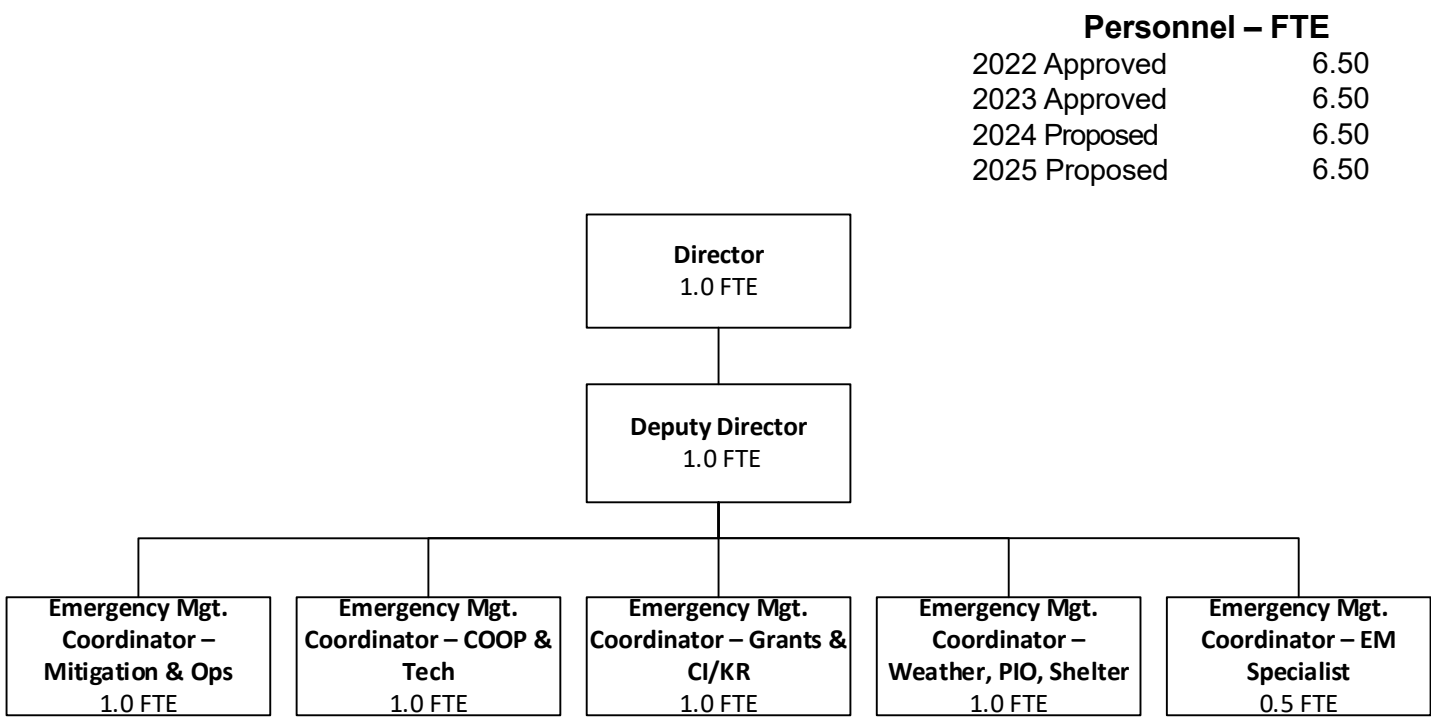 Personnel – FTE
2022 Approved 6.50
2023 Approved 6.50
2024 Proposed 6.50
2025 Proposed 6.50
Director
1.0 FTE
Deputy Director
1.0 FTE
Emergency Mgt.
Coordinator –
Mitigation & Ops
1.0 FTE
Emergency Mgt.
Coordinator – COOP &
Tech
1.0 FTE
Emergency Mgt.
Coordinator – Grants &
CI/KR
1.0 FTE
Emergency Mgt.
Coordinator –
Weather, PIO, Shelter
1.0 FTE
Emergency Mgt.
Coordinator – EM
Specialist
0.5 FTE